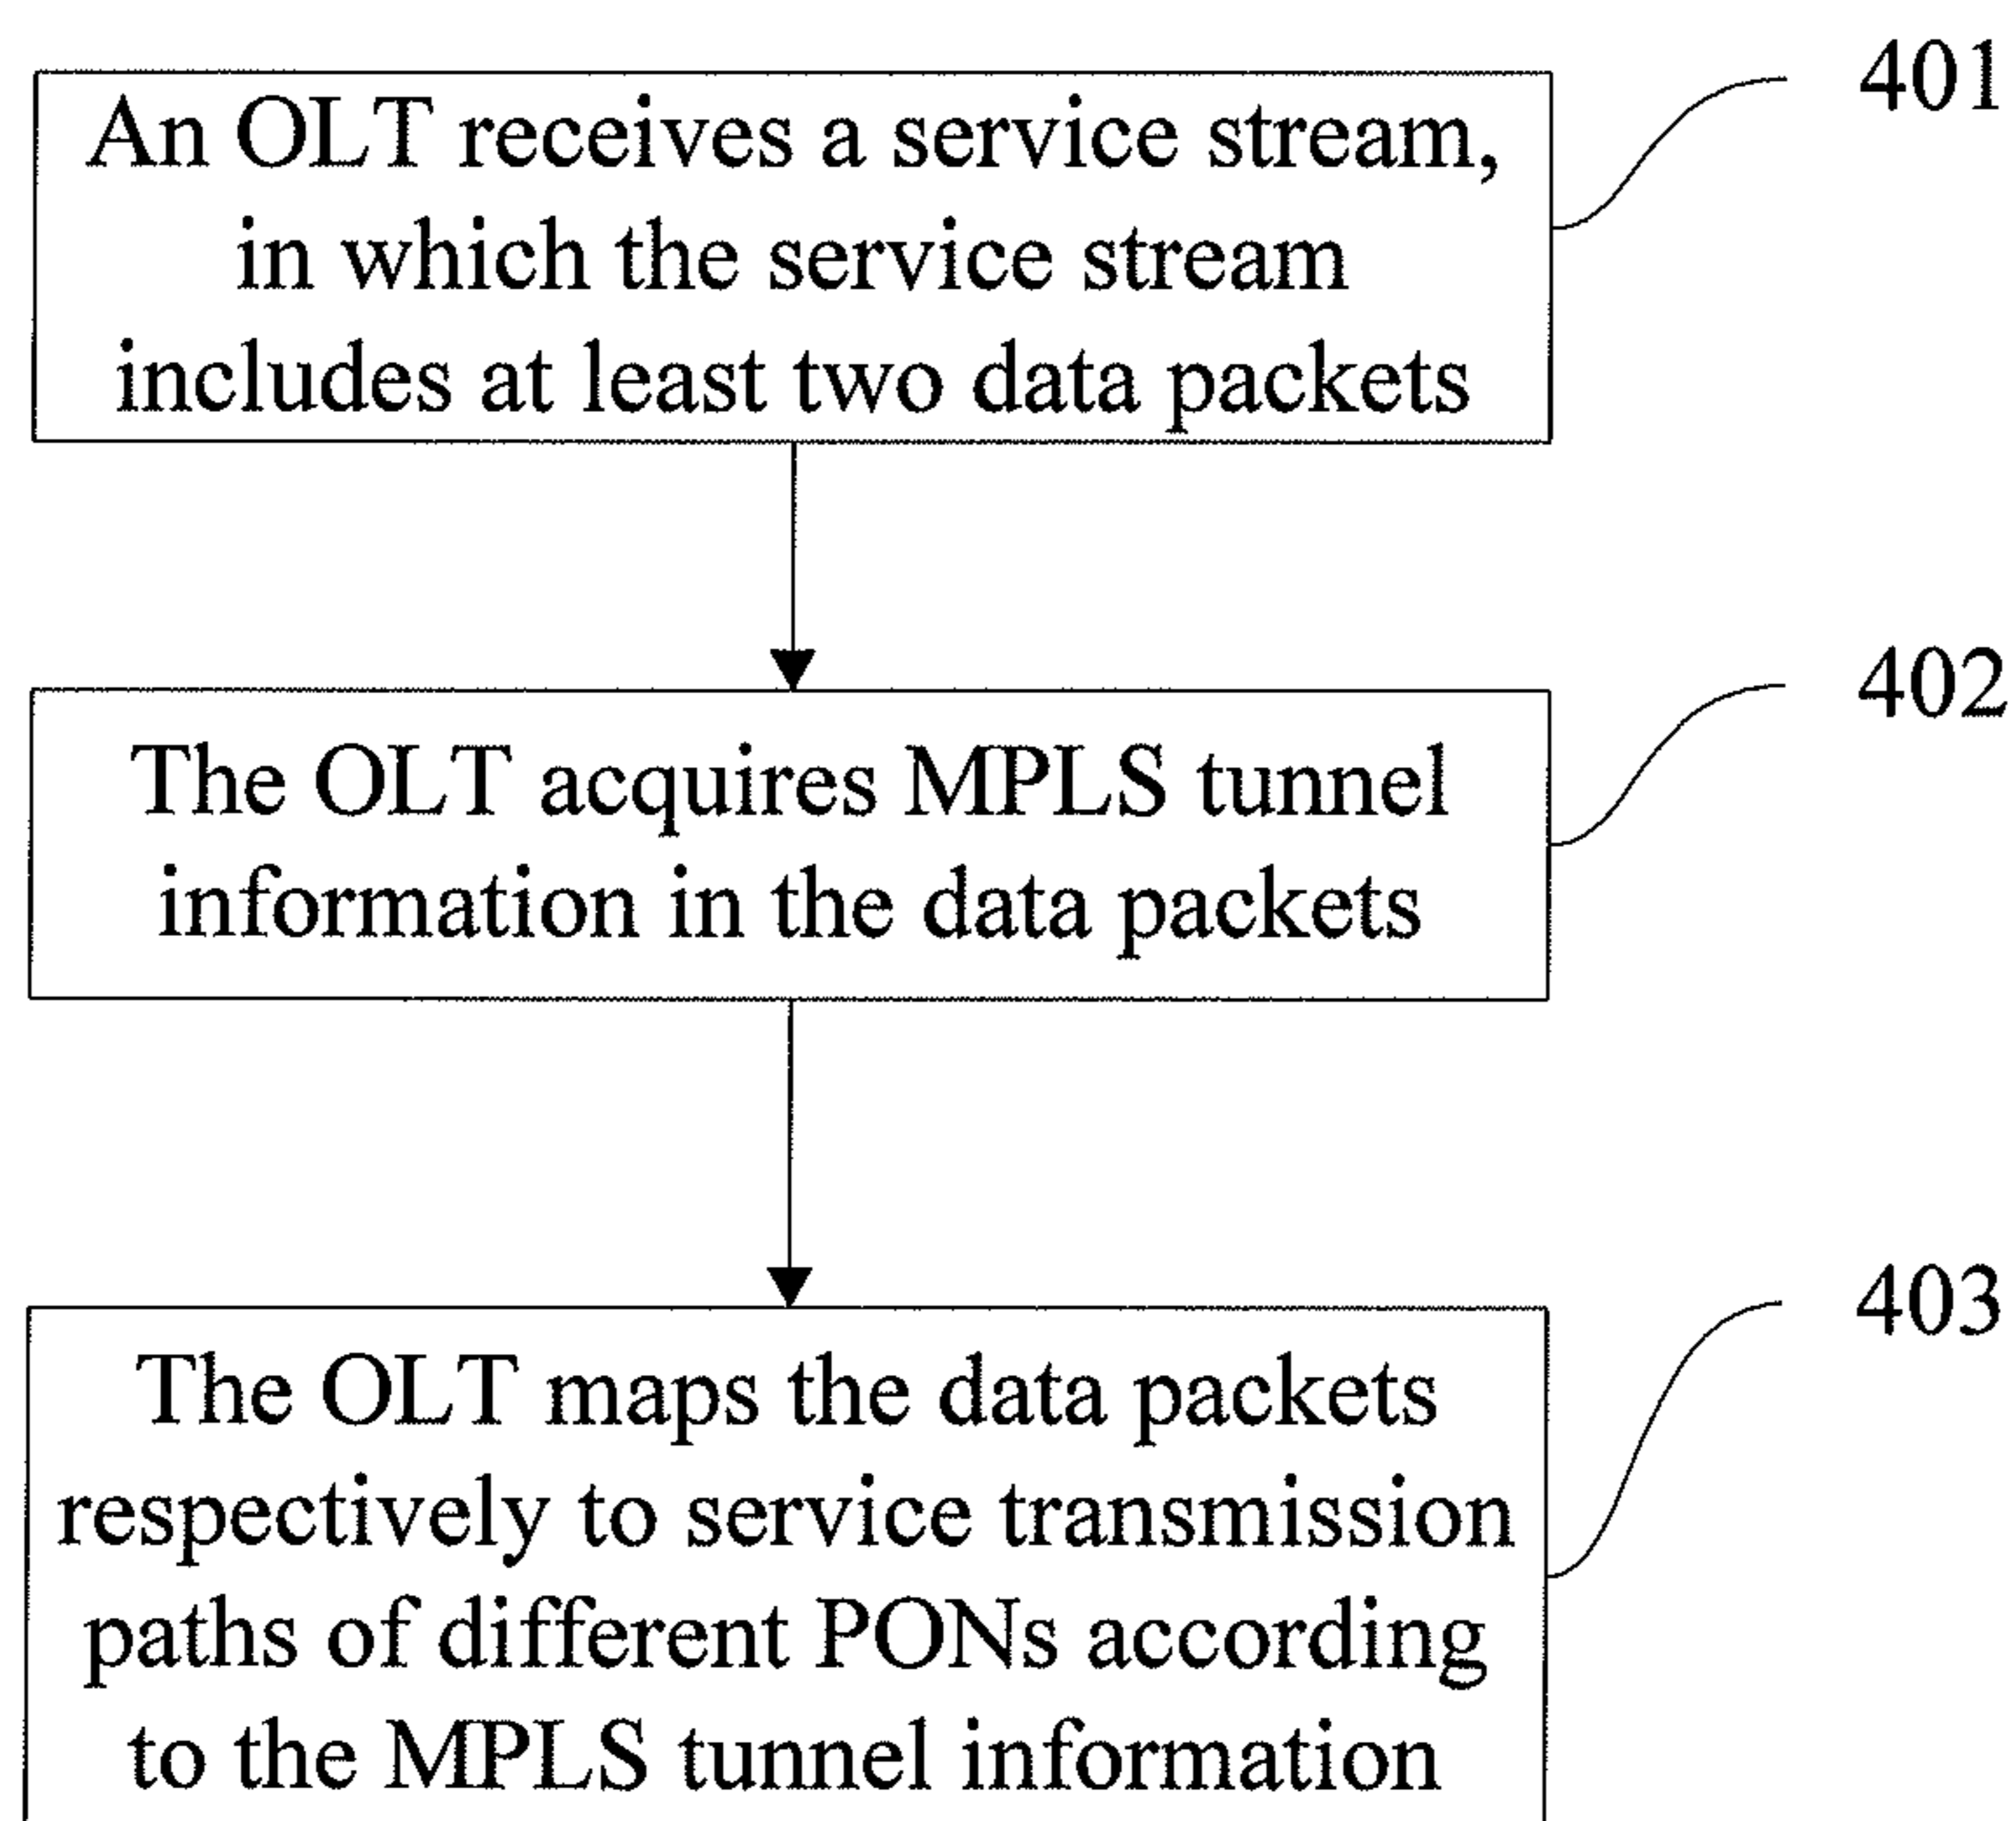 An OLT receives a service stream,
in which the service stream
includes at least two data packets
401
The OLT acquires MPLS tunnel
information in the data packets
402
The OLT maps the data packets
respectively to service transmission
paths of different PONs according
to the MPLS tunnel information
403